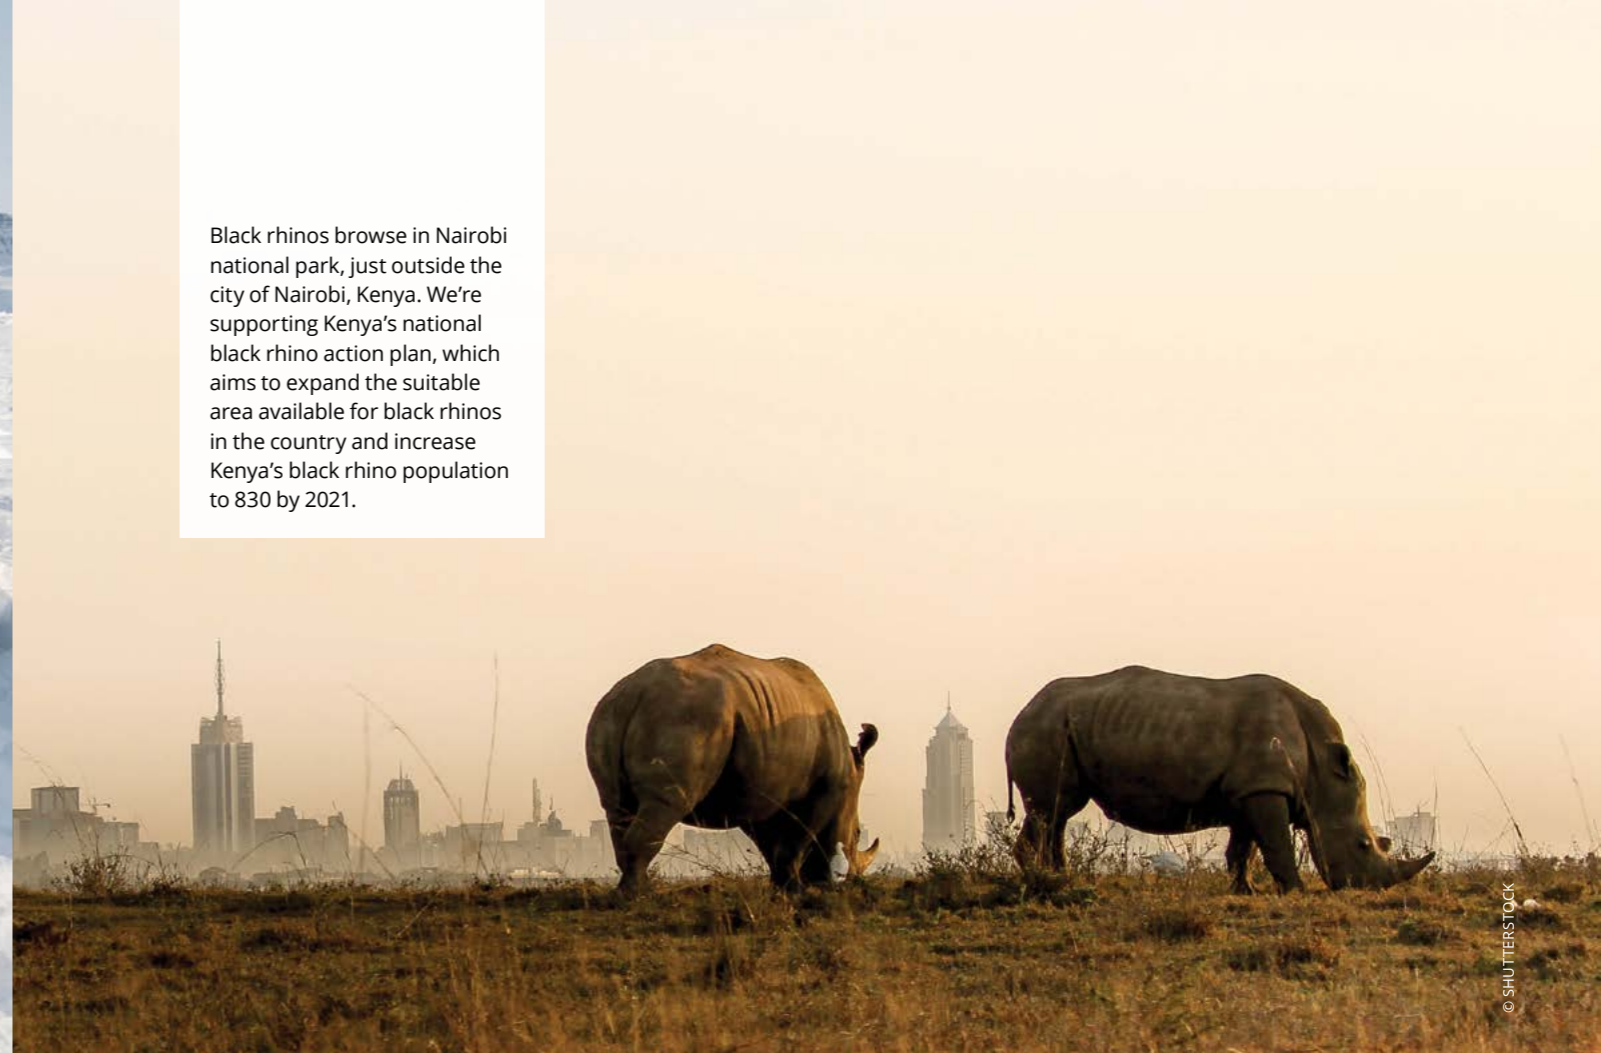 Black rhinos browse in Nairobi
national park, just outside the
city of Nairobi, Kenya. We’re
supporting Kenya’s national
black rhino action plan, which
aims to expand the suitable
area available for black rhinos
in the country and increase
Kenya’s black rhino population
to 830 by 2021.
© SHUTTERSTOCK